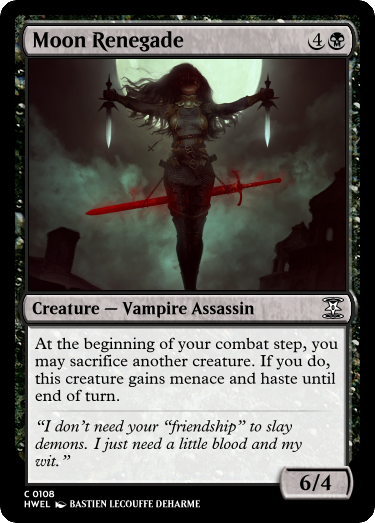 Moon Renegade 4
Creature — Vampire Assassin
At the beginning of your combat step, you
may sacrifice another creature. If you do,
this creature gains menace and haste until
end of turn.
“I don’t need your “friendship” to slay
demons. I just need a little blood and my
wit.”
6/4
C 0108
HWEL BASTIEN LECOUFFE DEHARME